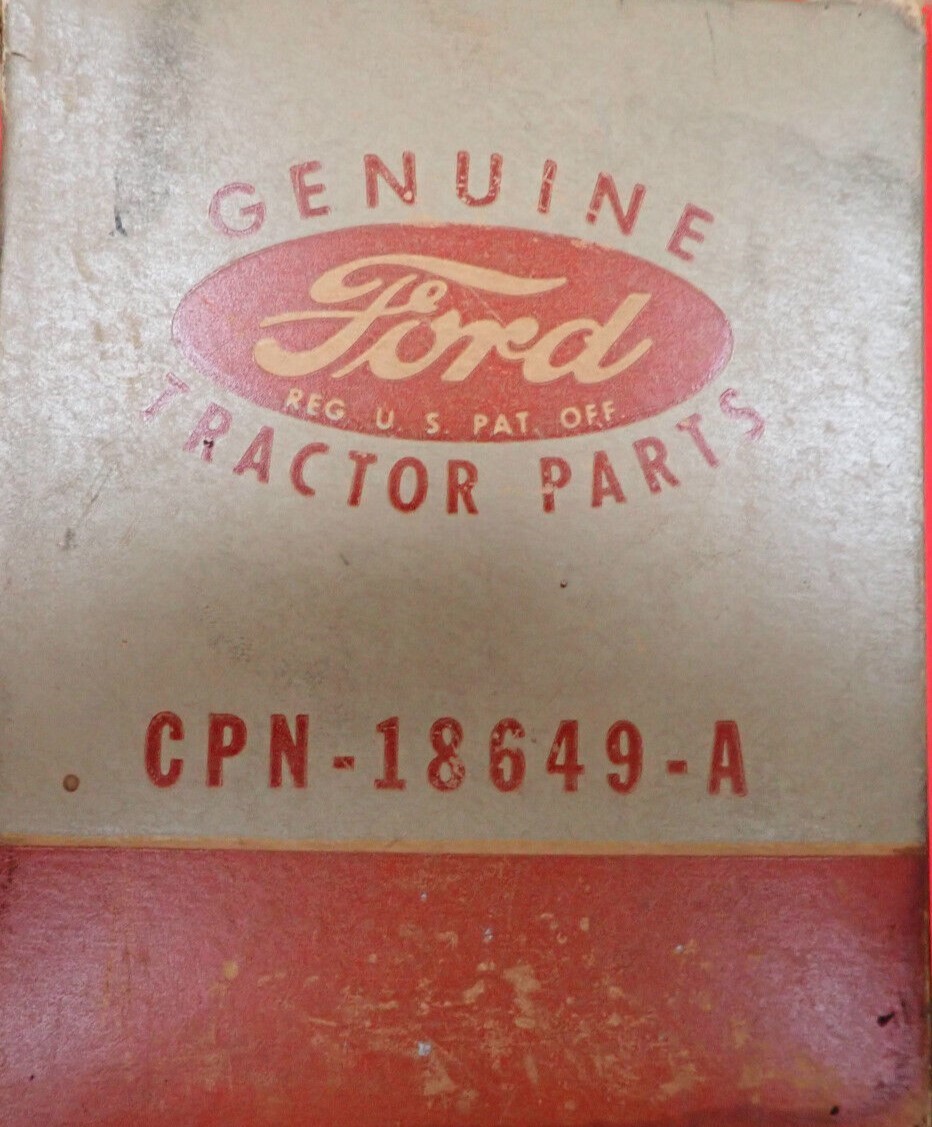 GENUINE
Ford
REG. U. S. PAT. OFF.
TRACTOR PARTS
CPN-18649-A